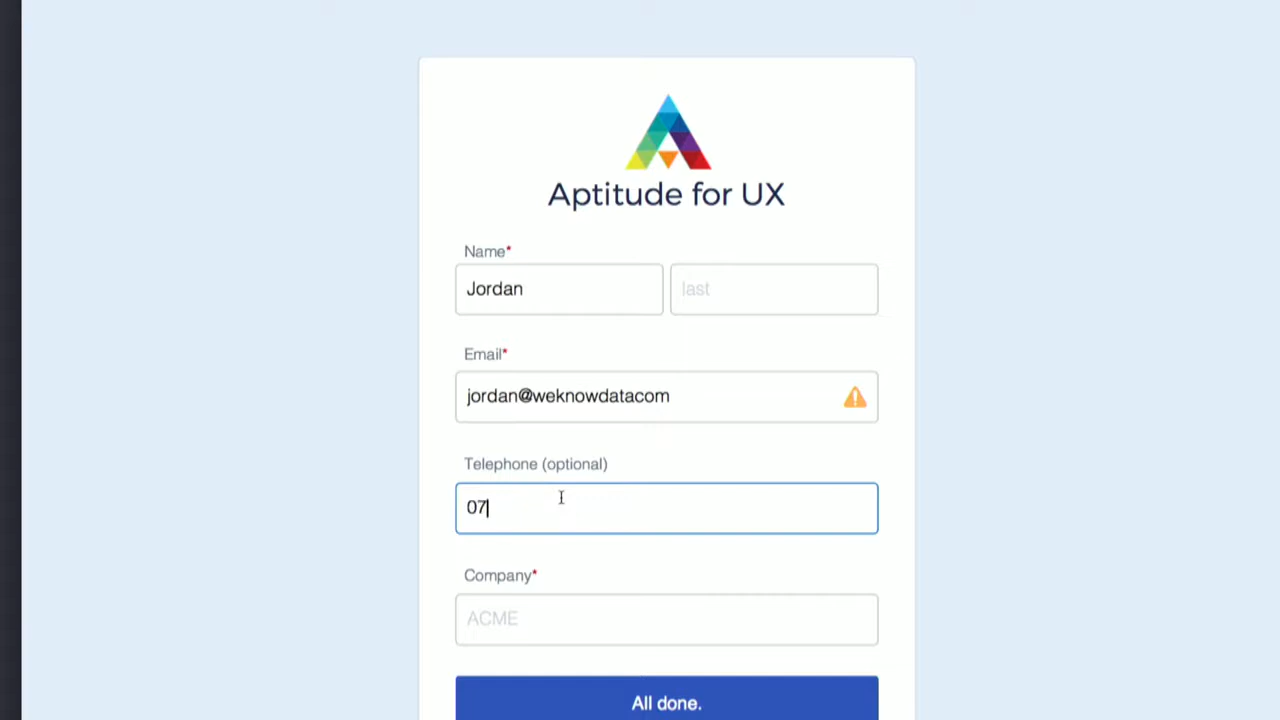 Aptitude for UX
Name*
Jordan last
Email*
jordan@weknowdatacom
Telephone (optional)
07
Company*
ACME
All done.